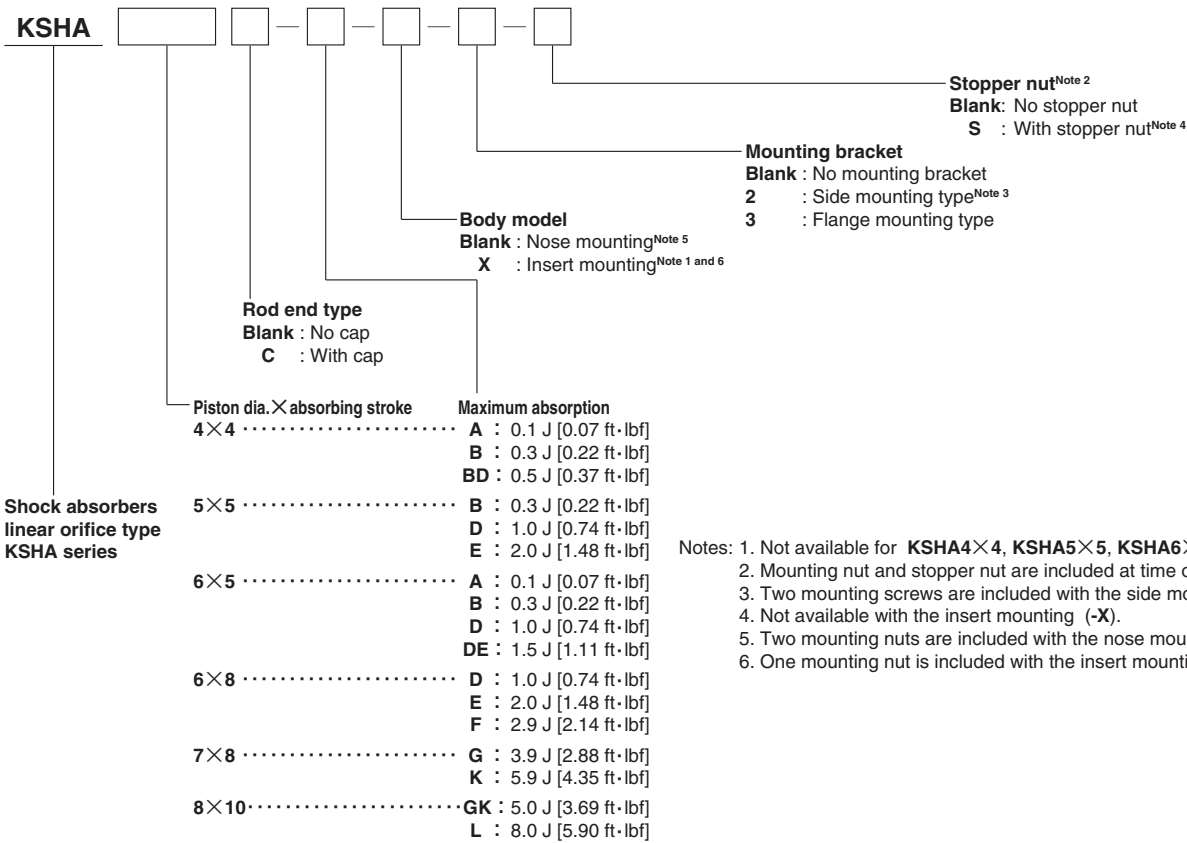 KSHA
Stopper nut Note 2
Blank: No stopper nut
S : With stopper nut Note 4
Mounting bracket
Blank : No mounting bracket
2 : Side mounting type Note 3
3 : Flange mounting type
Body model
Blank : Nose mounting Note 5
X : Insert mounting Note 1 and 6
Rod end type
Blank : No cap
C : With cap
Piston dia.×absorbing stroke Maximum absorption
4×4 ······················· A : 0.1 J [0.07 ft·lbf]
B : 0.3 J [0.22 ft·lbf]
BD : 0.5 J [0.37 ft·lbf]
5×5 ······················· B : 0.3 J [0.22 ft·lbf]
D : 1.0 J [0.74 ft·lbf]
E : 2.0 J [1.48 ft·lbf]
6×5 ······················· A : 0.1 J [0.07 ft·lbf]
B : 0.3 J [0.22 ft·lbf]
D : 1.0 J [0.74 ft·lbf]
DE : 1.5 J [1.11 ft·lbf]
6×8 ······················· D : 1.0 J [0.74 ft·lbf]
E : 2.0 J [1.48 ft·lbf]
F : 2.9 J [2.14 ft·lbf]
7×8 ······················· G : 3.9 J [2.88 ft·lbf]
K : 5.9 J [4.35 ft·lbf]
8×10······················· GK : 5.0 J [3.69 ft·lbf]
L : 8.0 J [5.90 ft·lbf]
Shock absorbers
linear orifice type
KSHA series
Notes: 1. Not available for KSHA4×4, KSHA5×5, KSHA6×
2. Mounting nut and stopper nut are included at time
3. Two mounting screws are included with the side
4. Not available with the insert mounting (-X).
5. Two mounting nuts are included with the nose
6. One mounting nut is included with the insert